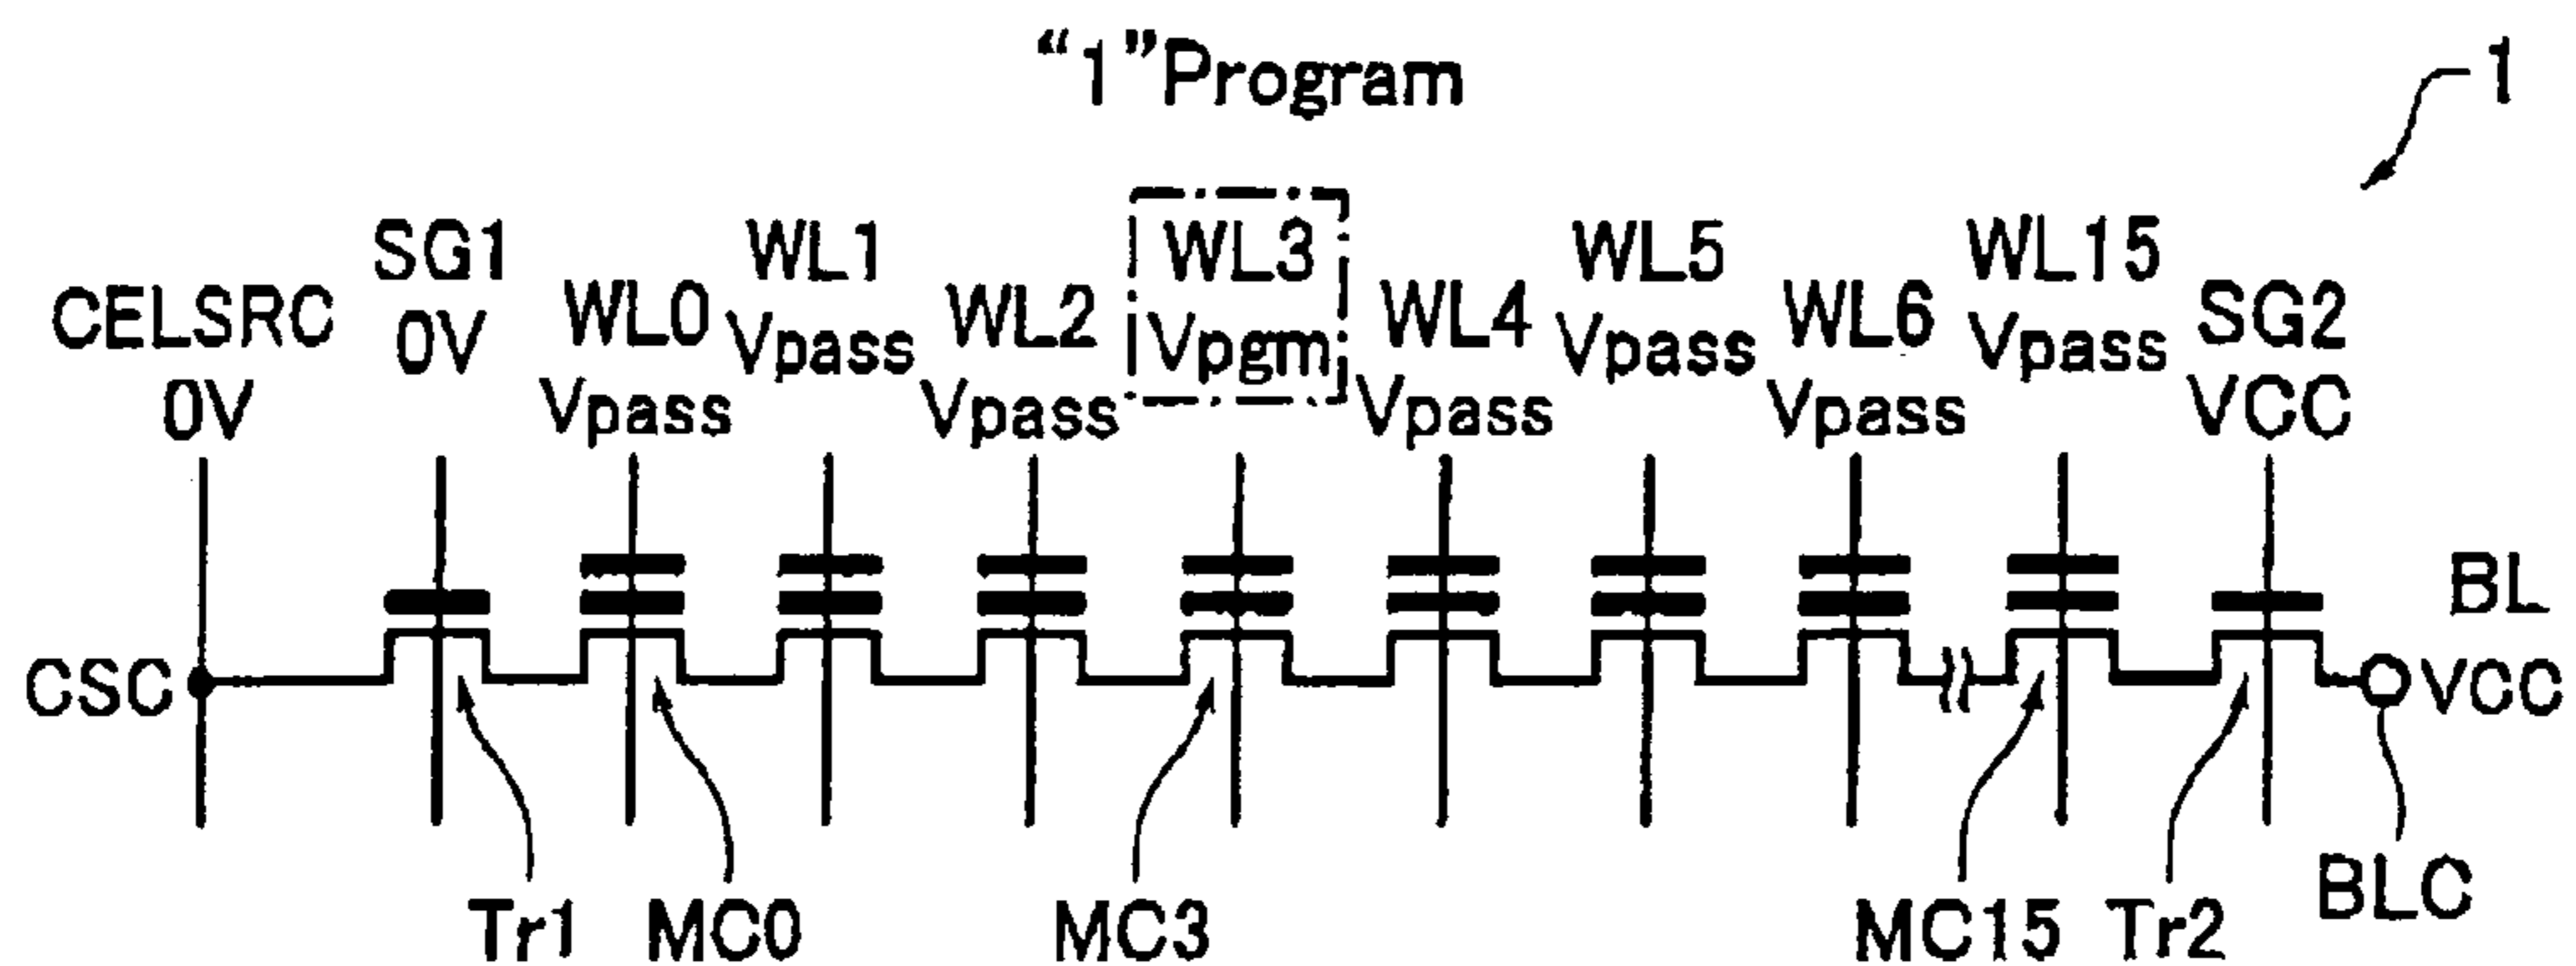 “1”Program
1
CELSRC
0V
SG1
0V
WL0
Vpass
WL1
Vpass
WL2
Vpass
WL3
Vpgm
WL4
Vpass
WL5
Vpass
WL6
Vpass
WL15
Vpass
SG2
VCC
BL
VCC
CSC
Tr1
MC0
MC3
MC15
Tr2
BLC